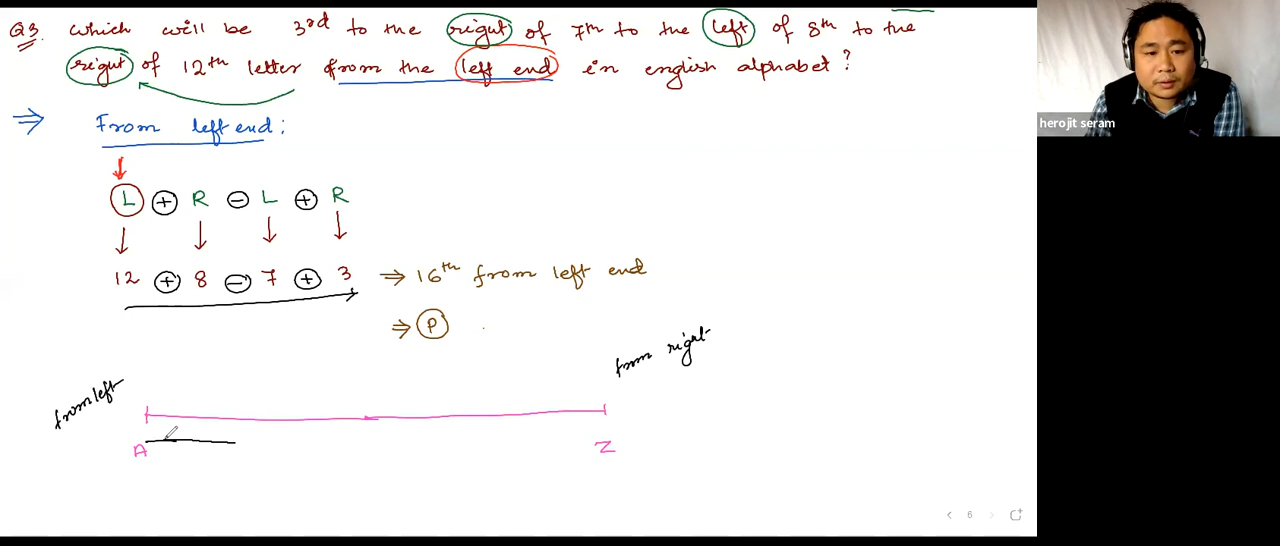 Q3. Which will be 3rd to the right of 7th to the left of 8th to the
right of 12th letter from the left end in english alphabet?
⇒ From left end:
L + R - L + R
12 + 8 - 7 + 3 ⇒ 16th from left end
⇒ P
from left
from right
A
Z
herojit seram
6